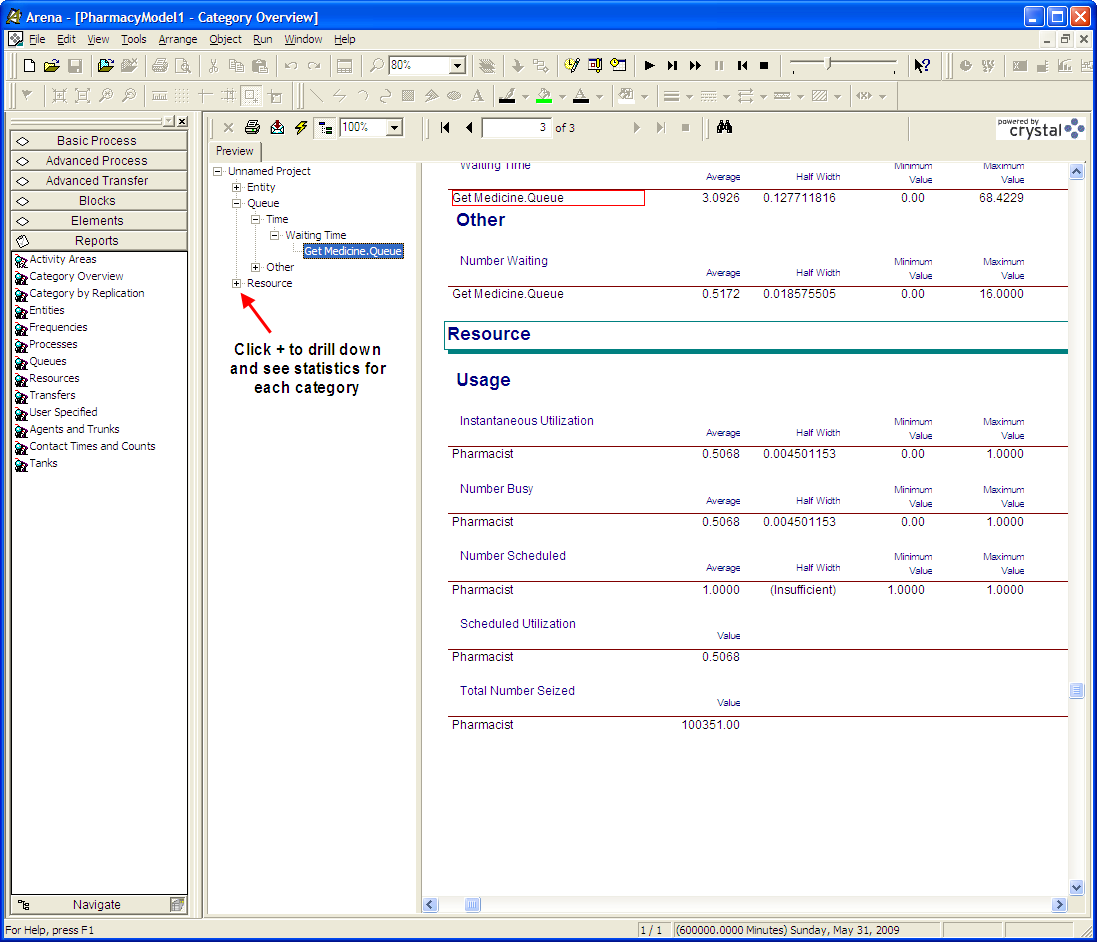 Arena - [PharmacyModel1 - Category Overview]
File Edit View Tools Arrange Object Run Window Help
80%
Basic Process
Advanced Process
Advanced Transfer
Blocks
Elements
Reports
Activity Areas
Category Overview
Category by Replication
Entities
Frequencies
Processes
Queues
Resources
Transfers
User Specified
Agents and Trunks
Contact Times and Counts
Tanks
Navigate
100% 3 of 3
powered by
crystal
Preview
Unnamed Project
Entity
Queue
Time
Waiting Time
Get Medicine.Queue
Other
Resource
Click + to drill down
and see statistics for
each category
Waiting Time Average Half Width Minimum Value Maximum Value
Get Medicine.Queue 3.0926 0.127711816 0.00 68.4229
Other
Number Waiting Average Half Width Minimum Value Maximum Value
Get Medicine.Queue 0.5172 0.018575505 0.00 16.0000
Resource
Usage
Instantaneous Utilization Average Half Width Minimum Value Maximum Value
Pharmacist 0.5068 0.004501153 0.00 1.0000
Number Busy Average Half Width Minimum Value Maximum Value
Pharmacist 0.5068 0.004501153 0.00 1.0000
Number Scheduled Average Half Width Minimum Value Maximum Value
Pharmacist 1.0000 (Insufficient) 1.0000 1.0000
Scheduled Utilization Value
Pharmacist 0.5068
Total Number Seized Value
Pharmacist 100351.00
For Help, press F1 1 / 1 (600000.0000 Minutes) Sunday, May 31, 2009